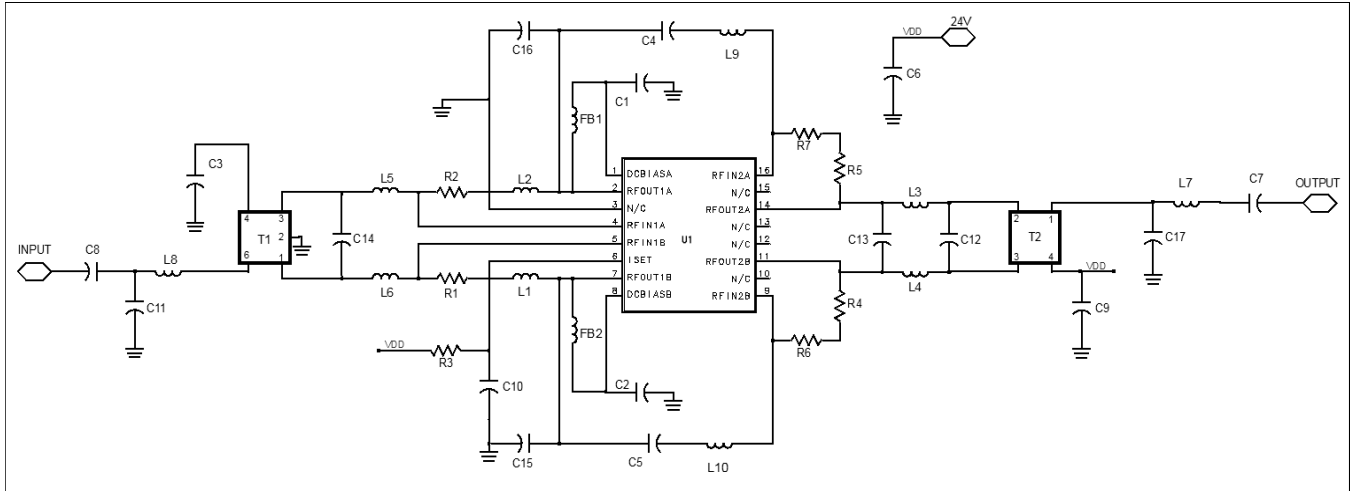 24V
VDD
C16
C4
L9
C6
C1
FB1
R7
C3
L5
R2
L2
1 DCBIASA RFIN2A 16
2 RFOUT1A N/C 15
3 N/C RFOUT2A 14
4 RFIN1A N/C 13
5 RFIN1B U1 N/C 12
6 ISET RFOUT2B 11
7 RFOUT1B N/C 10
8 DCBIASB RFIN2B 9
R5
L3
L7
C7
OUTPUT
4 3
T1 2
6 1
C14
C13
C12
2 1
T2
3 4
C17
INPUT
C8
L8
C11
L6
R1
L1
L4
VDD
C9
R4
R6
FB2
VDD
R3
C10
C2
C15
C5
L10